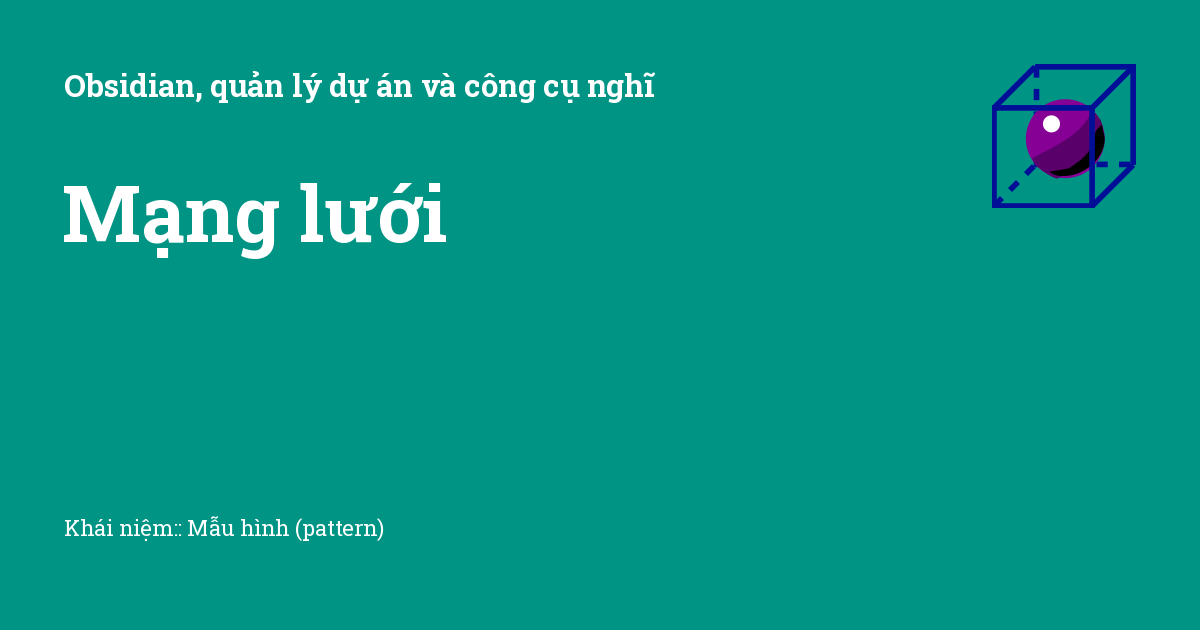 Obsidian, quản lý dự án và công cụ nghĩ
Mạng lưới
Khái niệm:: Mẫu hình (pattern)